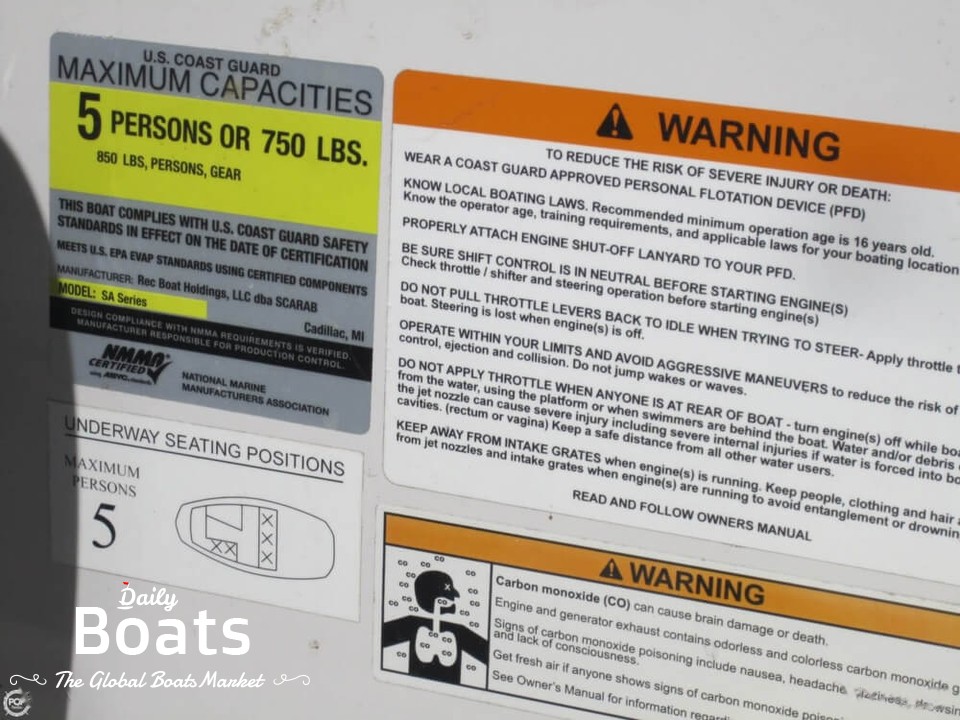 U.S. COAST GUARD
MAXIMUM CAPACITIES
5 PERSONS OR 750 LBS.
850 LBS, PERSONS, GEAR
THIS BOAT COMPLIES WITH U.S. COAST GUARD SAFETY
STANDARDS IN EFFECT ON THE DATE OF CERTIFICATION
MEETS U.S. EPA EVAP STANDARDS USING CERTIFIED COMPONENTS
MANUFACTURER: Rec Boat Holdings, LLC dba SCARAB
MODEL: SA Series
Cadillac, MI
DESIGN COMPLIANCE WITH NMMA REQUIREMENTS IS VERIFIED.
MANUFACTURER RESPONSIBLE FOR PRODUCTION CONTROL.
NMMA
CERTIFIED
using ABYC standards
NATIONAL MARINE
MANUFACTURERS ASSOCIATION
UNDERWAY SEATING POSITIONS
MAXIMUM
PERSONS
5
X
X
X
XX
WARNING
TO REDUCE THE RISK OF SEVERE INJURY OR DEATH:
WEAR A COAST GUARD APPROVED PERSONAL FLOTATION DEVICE (PFD)
KNOW LOCAL BOATING LAWS. Recommended minimum operation age is 16 years old.
Know the operator age, training requirements, and applicable laws for your boating location
PROPERLY ATTACH ENGINE SHUT-OFF LANYARD TO YOUR PFD.
BE SURE SHIFT CONTROL IS IN NEUTRAL BEFORE STARTING ENGINE(S)
Check throttle / shifter and steering operation before starting engine(s)
DO NOT PULL THROTTLE LEVERS BACK TO IDLE WHEN TRYING TO STEER- Apply throttle
boat. Steering is lost when engine(s) is off.
OPERATE WITHIN YOUR LIMITS AND AVOID AGGRESSIVE MANEUVERS to reduce the risk of
control, ejection and collision. Do not jump wakes or waves.
DO NOT APPLY THROTTLE WHEN ANYONE IS AT REAR OF BOAT - turn engine(s) off while
from the water, using the platform or when swimmers are behind the boat. Water and/or debris
the jet nozzle can cause severe injury including severe internal injuries if water is forced into
cavities. (rectum or vagina) Keep a safe distance from all other water users.
KEEP AWAY FROM INTAKE GRATES when engine(s) is running. Keep people, clothing and hair
from jet nozzles and intake grates when engine(s) are running to avoid entanglement or
READ AND FOLLOW OWNERS MANUAL
WARNING
CO CO CO CO CO CO CO CO CO CO CO CO
Carbon monoxide (CO) can cause brain damage or death.
Engine and generator exhaust contains odorless and colorless carbon monoxide
Signs of carbon monoxide poisoning include nausea, headache,
and lack of consciousness.
Get fresh air if anyone shows signs of carbon monoxide
See Owner's Manual for information
Daily
Boats
The Global Boats Market
POP